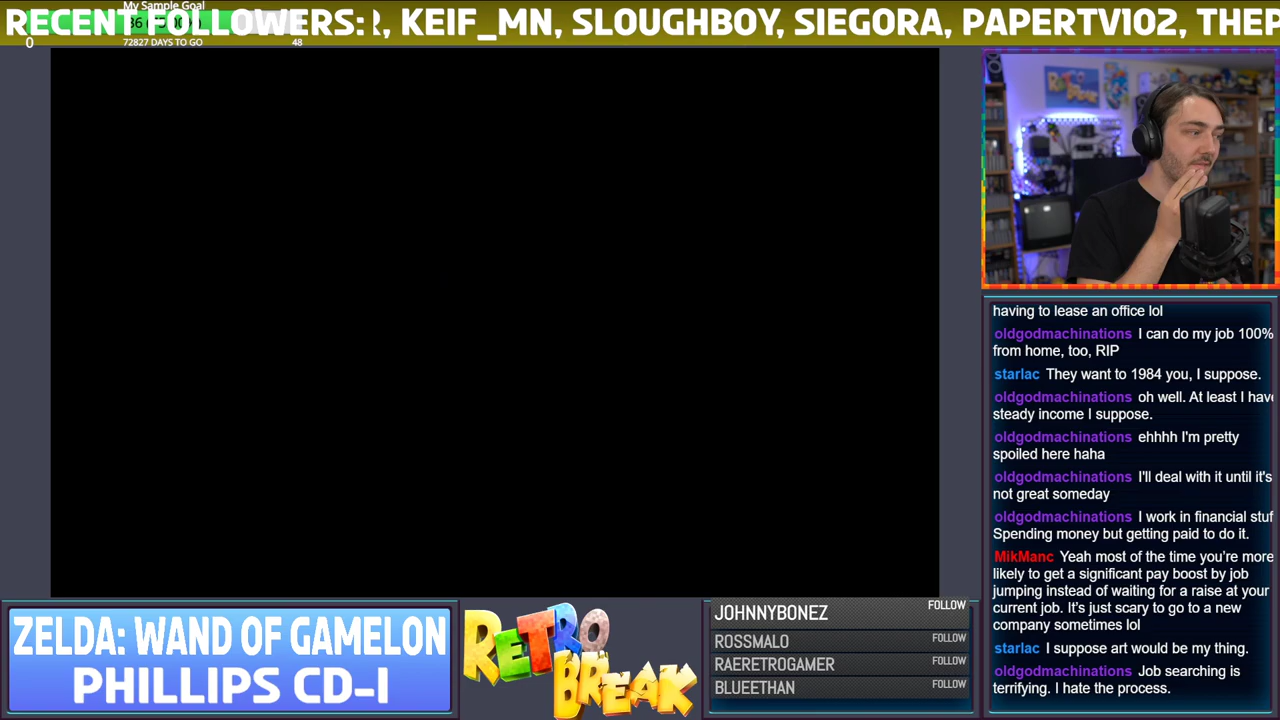 My Sample Goal
RECENT FOLLOWERS: R, KEIF_MN, SLOUGHBOY, SIEGORA, PAPERTV102, THEP
0
72827 DAYS TO GO
48
having to lease an office lol
oldgodmachinations I can do my job 100%
from home, too, RIP
starlac They want to 1984 you, I suppose.
oldgodmachinations oh well. At least I have
steady income I suppose.
oldgodmachinations ehhhh I'm pretty
spoiled here haha
oldgodmachinations I'll deal with it until it's
not great someday
oldgodmachinations I work in financial stuf
Spending money but getting paid to do it.
MikManc Yeah most of the time you're more
likely to get a significant pay boost by job
jumping instead of waiting for a raise at your
current job. It's just scary to go to a new
company sometimes lol
starlac I suppose art would be my thing.
oldgodmachinations Job searching is
terrifying. I hate the process.
ZELDA: WAND OF GAMELON
PHILLIPS CD-I
RETRO
BREAK
JOHNNYBONEZ FOLLOW
ROSSMALO FOLLOW
RAERETROGAMER FOLLOW
BLUEETHAN FOLLOW